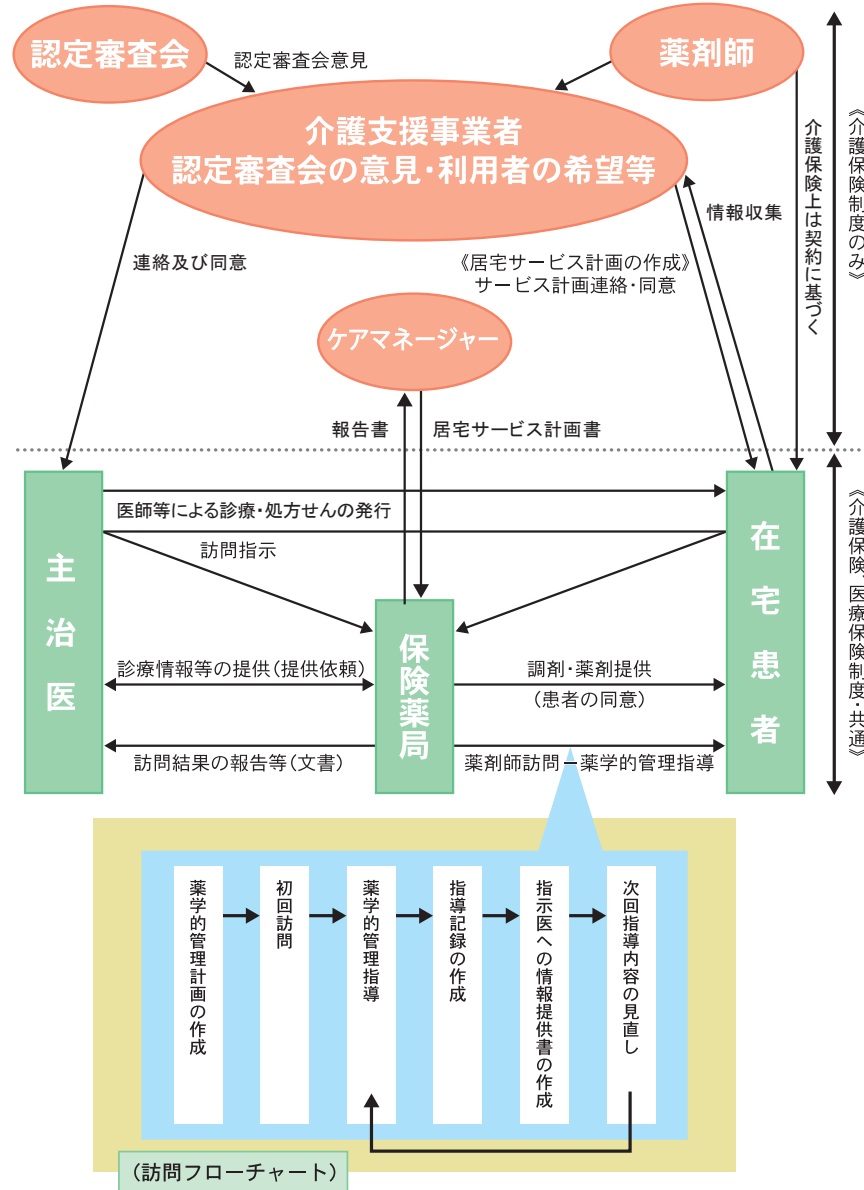 認定審査会
認定審査会意見
薬剤師
介護支援事業者
認定審査会の意見・利用者の希望等
介護保険上は契約に基づく
《介護保険制度のみ》
情報収集
連絡及び同意
《居宅サービス計画の作成》
サービス計画連絡・同意
ケアマネージャー
報告書
居宅サービス計画書
主治医
医師等による診療・処方せんの発行
訪問指示
在宅患者
《介護保険、医療保険制度・共通》
保険薬局
診療情報等の提供(提供依頼)
調剤・薬剤提供
(患者の同意)
訪問結果の報告等(文書)
薬剤師訪問ー薬学的管理指導
薬学的管理計画の作成
初回訪問
薬学的管理指導
指導記録の作成
指示医への情報提供書の作成
次回指導内容の見直し
(訪問フローチャート)